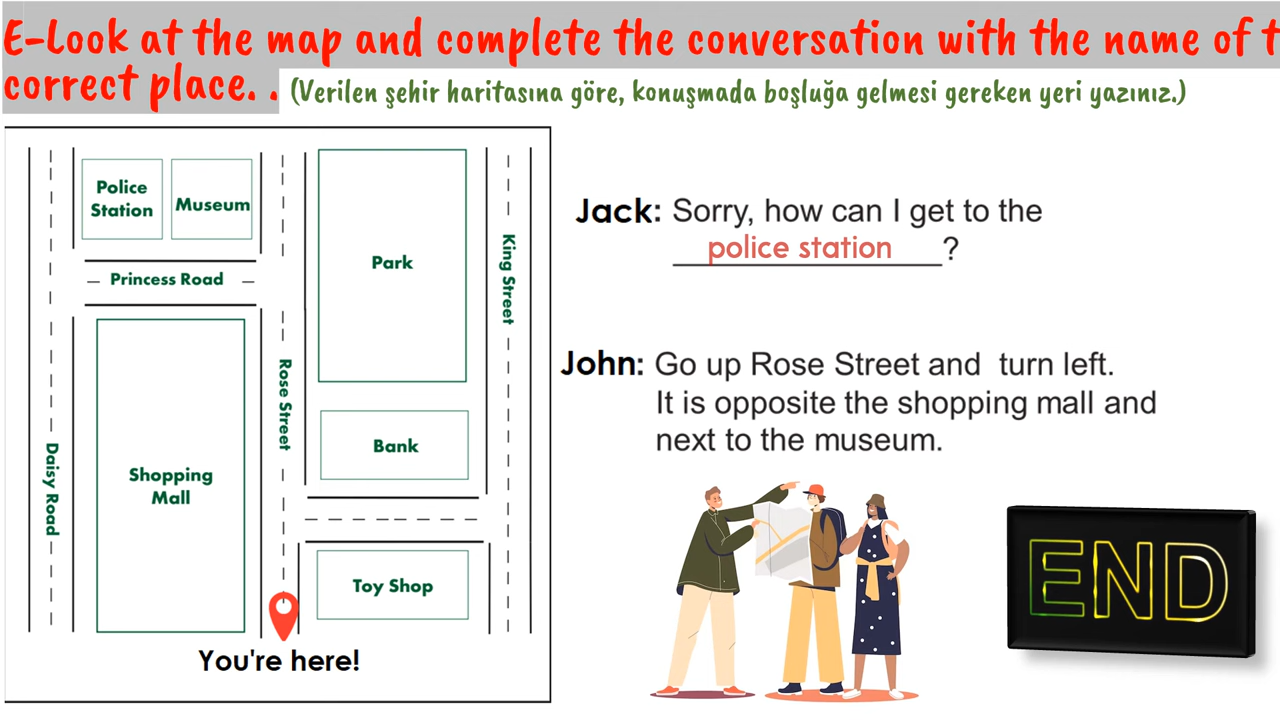 E-Look at the map and complete the conversation with the name of t
correct place. . (Verilen şehir haritasına göre, konuşmada boşluğa gelmesi gereken yeri yazınız.)
Police
Station
Museum
Princess Road
Park
King Street
Rose Street
Daisy Road
Shopping
Mall
Bank
Toy Shop
You're here!
Jack: Sorry, how can I get to the
police station?
John: Go up Rose Street and turn left.
It is opposite the shopping mall and
next to the museum.
END